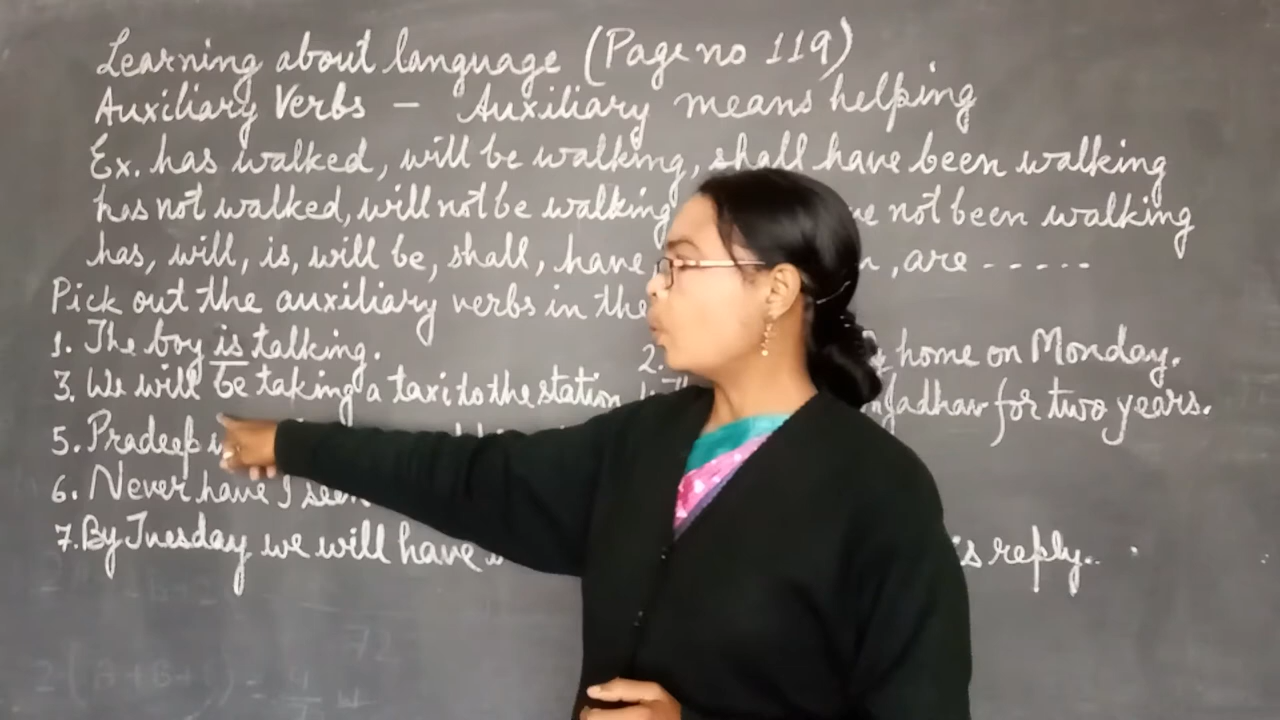 Learning about language (Page no 119)
Auxiliary Verbs — Auxiliary means helping
Ex. has walked, will be walking, shall have been walking
has not walked, will not be walking not been walking
has, will, is, will be, shall, have , are -----
Pick out the auxiliary verbs in the
1. The boy is talking. 2. home on Monday.
3. We will be taking a taxi to the station Jadhav for two years.
5. Pradeep
6. Never have I seen
7. By Tuesday we will have reply..